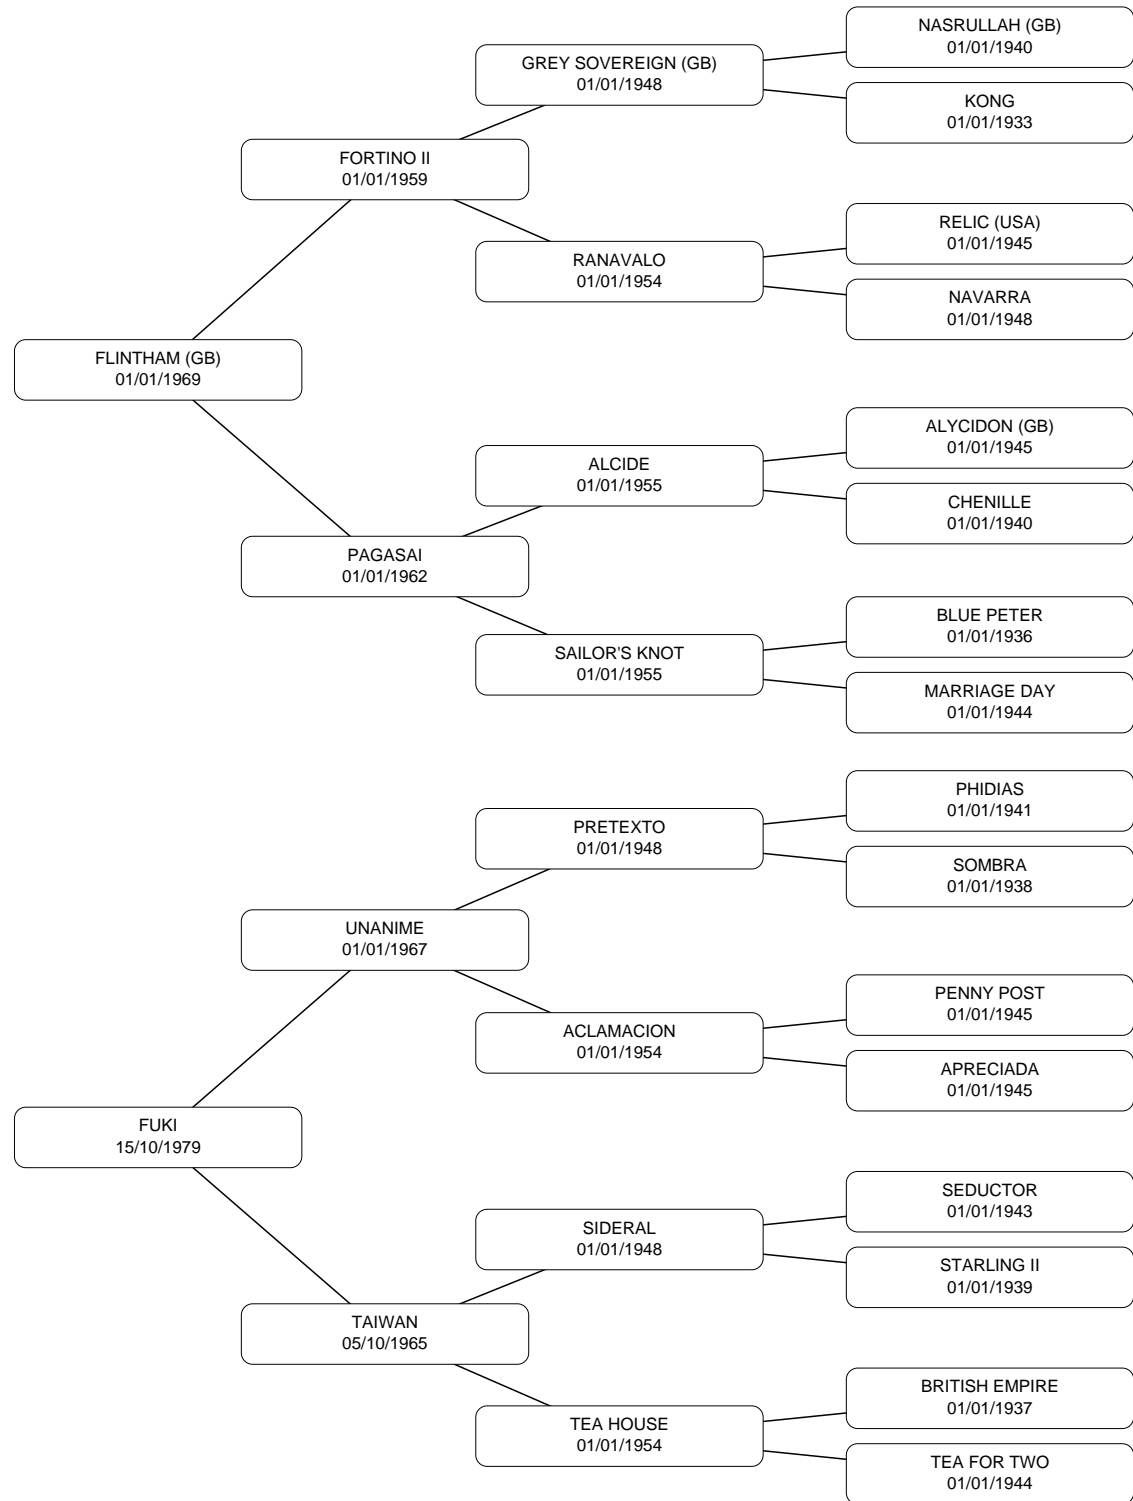 NASRULLAH (GB)
01/01/1940
GREY SOVEREIGN (GB)
01/01/1948
KONG
01/01/1933
FORTINO II
01/01/1959
RELIC (USA)
01/01/1945
RANAVALO
01/01/1954
NAVARRA
01/01/1948
FLINTHAM (GB)
01/01/1969
ALYCIDON (GB)
01/01/1945
ALCIDE
01/01/1955
CHENILLE
01/01/1940
PAGASAI
01/01/1962
BLUE PETER
01/01/1936
SAILOR'S KNOT
01/01/1955
MARRIAGE DAY
01/01/1944
PHIDIAS
01/01/1941
PRETEXTO
01/01/1948
SOMBRA
01/01/1938
UNANIME
01/01/1967
PENNY POST
01/01/1945
ACLAMACION
01/01/1954
APRECIADA
01/01/1945
FUKI
15/10/1979
SEDUCTOR
01/01/1943
SIDERAL
01/01/1948
STARLING II
01/01/1939
TAIWAN
05/10/1965
BRITISH EMPIRE
01/01/1937
TEA HOUSE
01/01/1954
TEA FOR TWO
01/01/1944